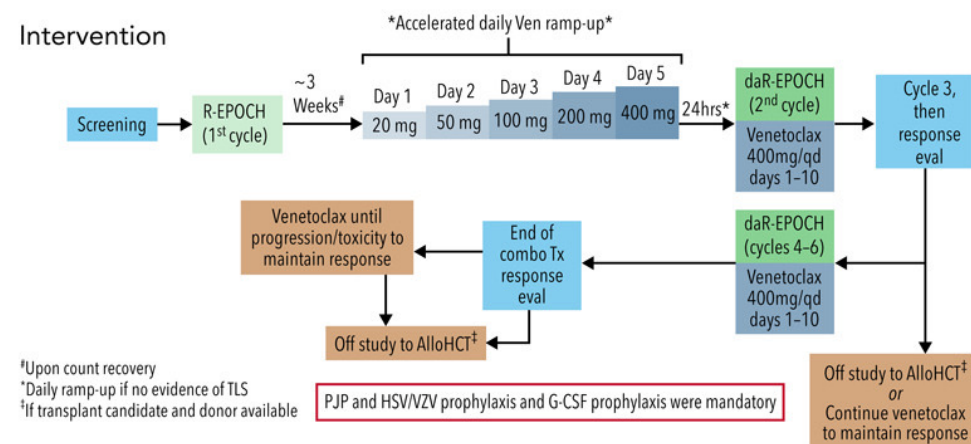 Intervention
*Accelerated daily Ven ramp-up*
Screening
R-EPOCH
(1st cycle)
~3
Weeks#
Day 1
20 mg
Day 2
50 mg
Day 3
100 mg
Day 4
200 mg
Day 5
400 mg
24hrs*
daR-EPOCH
(2nd cycle)
Venetoclax
400mg/qd
days 1–10
Cycle 3,
then
response
eval
daR-EPOCH
(cycles 4–6)
Venetoclax
400mg/qd
days 1–10
End of
combo Tx
response
eval
Venetoclax until
progression/toxicity to
maintain response
Off study to AlloHCT‡
Off study to AlloHCT‡
or
Continue venetoclax
to maintain response
#Upon count recovery
*Daily ramp-up if no evidence of TLS
‡If transplant candidate and donor available
PJP and HSV/VZV prophylaxis and G-CSF prophylaxis were mandatory